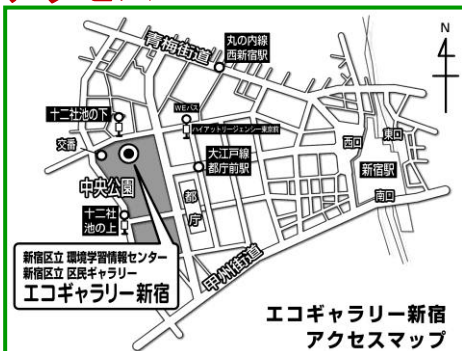 青梅街道
丸の内線
西新宿駅
N
十二社池の下
WEバス
ハイアットリージェンシー東京前
交番
大江戸線
都庁前駅
西口
東口
新宿駅
中央公園
都庁
南口
十二社
池の上
甲州街道
新宿区立 環境学習情報センター
新宿区立 区民ギャラリー
エコギャラリー新宿
エコギャラリー新宿
アクセスマップ